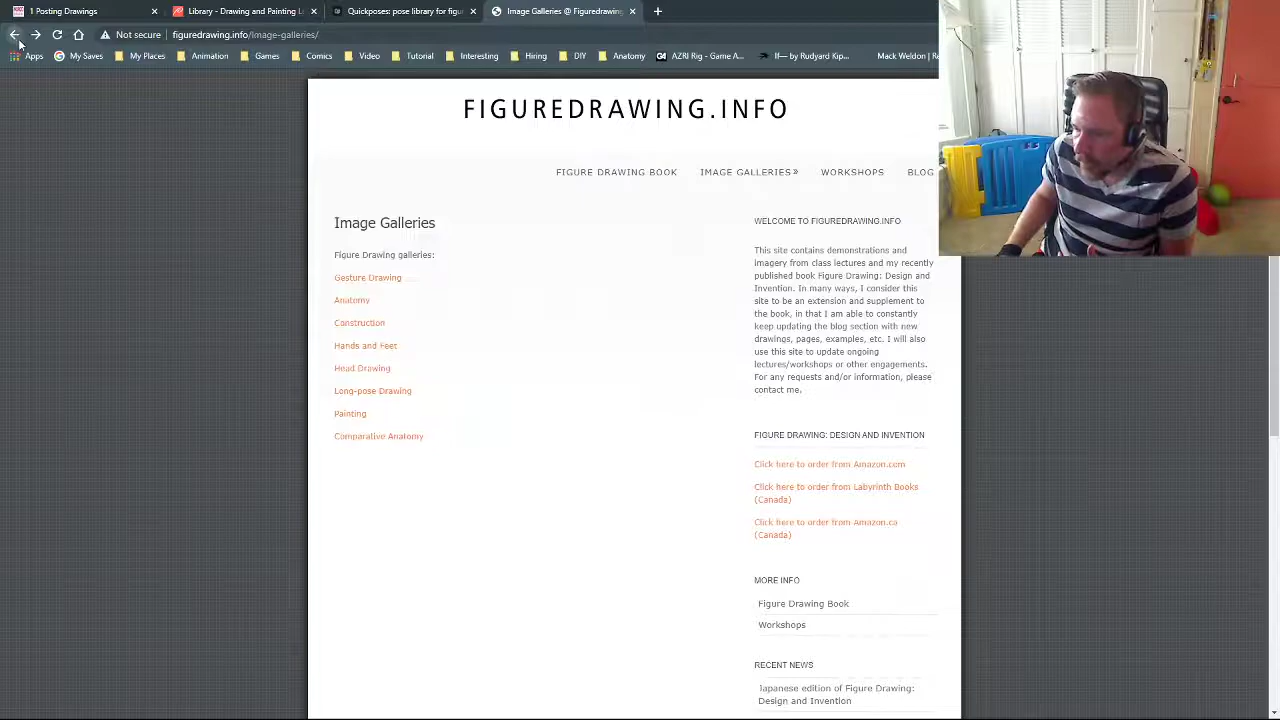 1 Posting Drawings
Library - Drawing and Painting L
Quickposes: pose library for figu
Image Galleries @ Figuredrawing
Not secure | figuredrawing.info/image-galleries
Apps
My Saves
My Places
Animation
Games
Video
Tutorial
Hiring
DIY
Anatomy
AZRI Rig - Game A...
If— by Rudyard Kip...
Mack Weldon | Re
FIGUREDRAWING.INFO
FIGURE DRAWING BOOK
IMAGE GALLERIES »
WORKSHOPS
BLOG
Image Galleries
Figure Drawing galleries:
Gesture Drawing
Anatomy
Construction
Hands and Feet
Head Drawing
Long-pose Drawing
Painting
Comparative Anatomy
WELCOME TO FIGUREDRAWING.INFO
This site contains demonstrations and
imagery from class lectures and my recently
published book Figure Drawing: Design and
Invention. In many ways, I consider this
site to be an extension and supplement to
the book, in that I am able to constantly
keep updating the blog section with new
drawings, pages, examples, etc. I will also
use this site to update ongoing
lectures/workshops or other engagements.
For any requests and/or information, please
contact me.
FIGURE DRAWING: DESIGN AND INVENTION
Click here to order from Amazon.com
Click here to order from Labyrinth Books
(Canada)
Click here to order from Amazon.ca
(Canada)
MORE INFO
Figure Drawing Book
Workshops
RECENT NEWS
Japanese edition of Figure Drawing:
Design and Invention